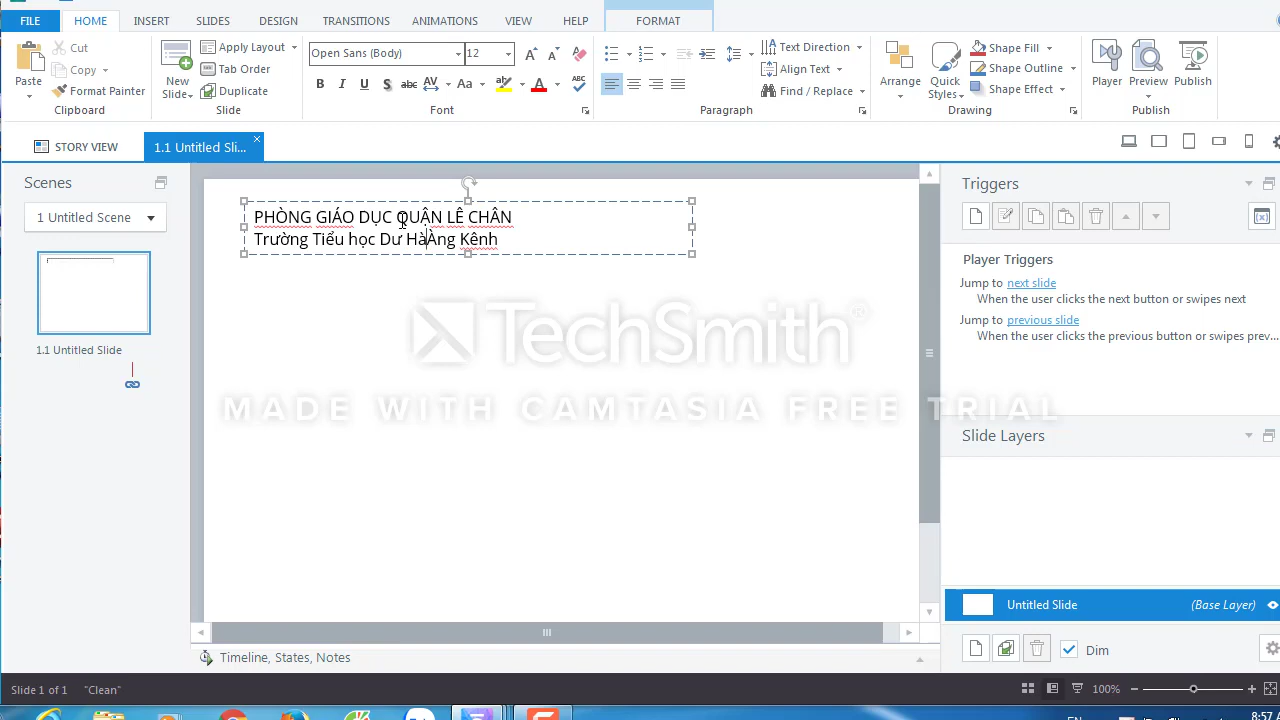 FILE HOME INSERT SLIDES DESIGN TRANSITIONS ANIMATIONS VIEW HELP FORMAT
Paste
Cut
Copy
Format Painter
Clipboard
New Slide
Apply Layout
Tab Order
Duplicate
Slide
Open Sans (Body) 12
B I U S abc AV Aa A ABC
Font
Text Direction
Align Text
Find / Replace
Paragraph
Arrange
Quick Styles
Shape Fill
Shape Outline
Shape Effect
Drawing
Player
Preview
Publish
Publish
STORY VIEW
1.1 Untitled Sli...
Scenes
1 Untitled Scene
1.1 Untitled Slide
PHÒNG GIÁO DỤC QUẬN LÊ CHÂN
Trường Tiểu học Dư HàÀng Kênh
TechSmith®
MADE WITH CAMTASIA FREE TRIAL
Triggers
Player Triggers
Jump to next slide
When the user clicks the next button or swipes next
Jump to previous slide
When the user clicks the previous button or swipes prev...
Slide Layers
Untitled Slide (Base Layer)
Dim
Timeline, States, Notes
Slide 1 of 1 "Clean"
100%
EN